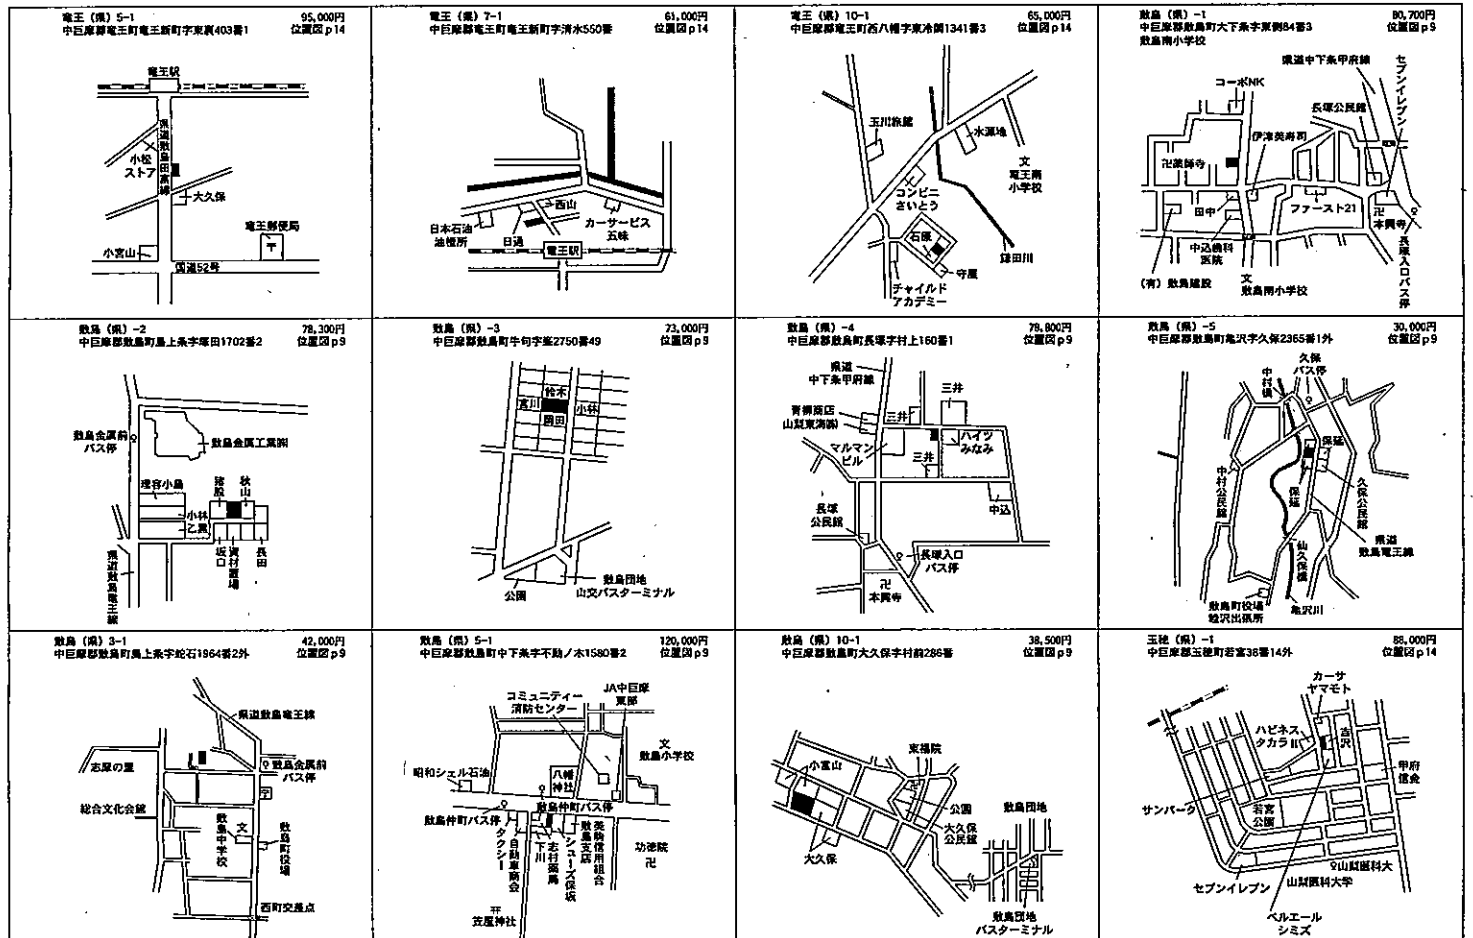 竜王（県）5-1 95,000円
中巨摩郡竜王町竜王新町字東裏403番1 位置図p14
竜王駅
県道敷島田富線
小松
ストア
大久保
竜王郵便局
小宮山
国道52号
竜王（県）7-1 61,000円
中巨摩郡竜王町竜王新町字清水550番 位置図p14
西山
日本石油
油槽所
日通
カーサービス
五味
竜王駅
竜王（県）10-1 65,000円
中巨摩郡竜王町西八幡字東冷間1341番3 位置図p14
玉川旅館
水源地
文
竜王南
小学校
コンビニ
さいとう
石原
鎌田川
守屋
チャイルド
アカデミー
敷島（県）-1 80,700円
中巨摩郡敷島町大下条字東側84番3 位置図p9
敷島南小学校
県道中下条甲府線
セブンイレブン
コーポNK
長塚公民館
伊津美寿司
卍薬師寺
田中
ファースト21
卍
本興寺
中込歯科
医院
長塚入口バス停
（有）敷島建設
文
敷島南小学校
敷島（県）-2 78,300円
中巨摩郡敷島町島上条字塚田1702番2 位置図p9
敷島金属前
バス停
敷島金属工業㈱
理容小島
猪股
秋山
小林
乙黒
坂口
資材置場
長田
県道敷島竜王線
敷島（県）-3 73,000円
中巨摩郡敷島町牛句字峯2750番49 位置図p9
鈴木
宮川
小林
岡田
公園
敷島団地
山交バスターミナル
敷島（県）-4 78,800円
中巨摩郡敷島町長塚字村上160番1 位置図p9
県道
中下条甲府線
三井
青柳商店
山梨東海㈱
三井
マルマン
ビル
ハイツ
みなみ
三井
中込
長塚
公民館
長塚入口
バス停
卍
本興寺
敷島（県）-5 30,000円
中巨摩郡敷島町亀沢字久保2365番1外 位置図p9
中村橋
久保
バス停
保延
中村公民館
保延
久保公民館
県道
敷島竜王線
仙久保橋
敷島町役場
睦沢出張所
亀沢川
敷島（県）3-1 42,000円
中巨摩郡敷島町島上条字蛇石1964番2外 位置図p9
県道敷島竜王線
志摩の里
敷島金属前
バス停
総合文化会館
文
敷島中学校
敷島町役場
西町交差点
敷島（県）5-1 120,000円
中巨摩郡敷島町中下条字不動ノ木1580番2 位置図p9
コミュニティー
消防センター
JA中巨摩
東部
文
敷島小学校
昭和シェル石油
八幡
神社
敷島仲町バス停
敷島仲町バス停
タクシー
自動車商会
下川
志村薬局
シューズ保坂
敷島支店
功徳院
卍
笠屋神社
敷島（県）10-1 38,500円
中巨摩郡敷島町大久保字村前286番 位置図p9
小宮山
東福院
公園
敷島団地
大久保
公民館
大久保
敷島団地
バスターミナル
玉穂（県）-1 88,000円
中巨摩郡玉穂町若宮38番14外 位置図p14
カーサ
ヤマモト
ハピネス
タカラⅡ
吉沢
甲府
信金
サンパーク
若宮
公園
山梨医科大
セブンイレブン
山梨医科大学
ベルエール
シミズ